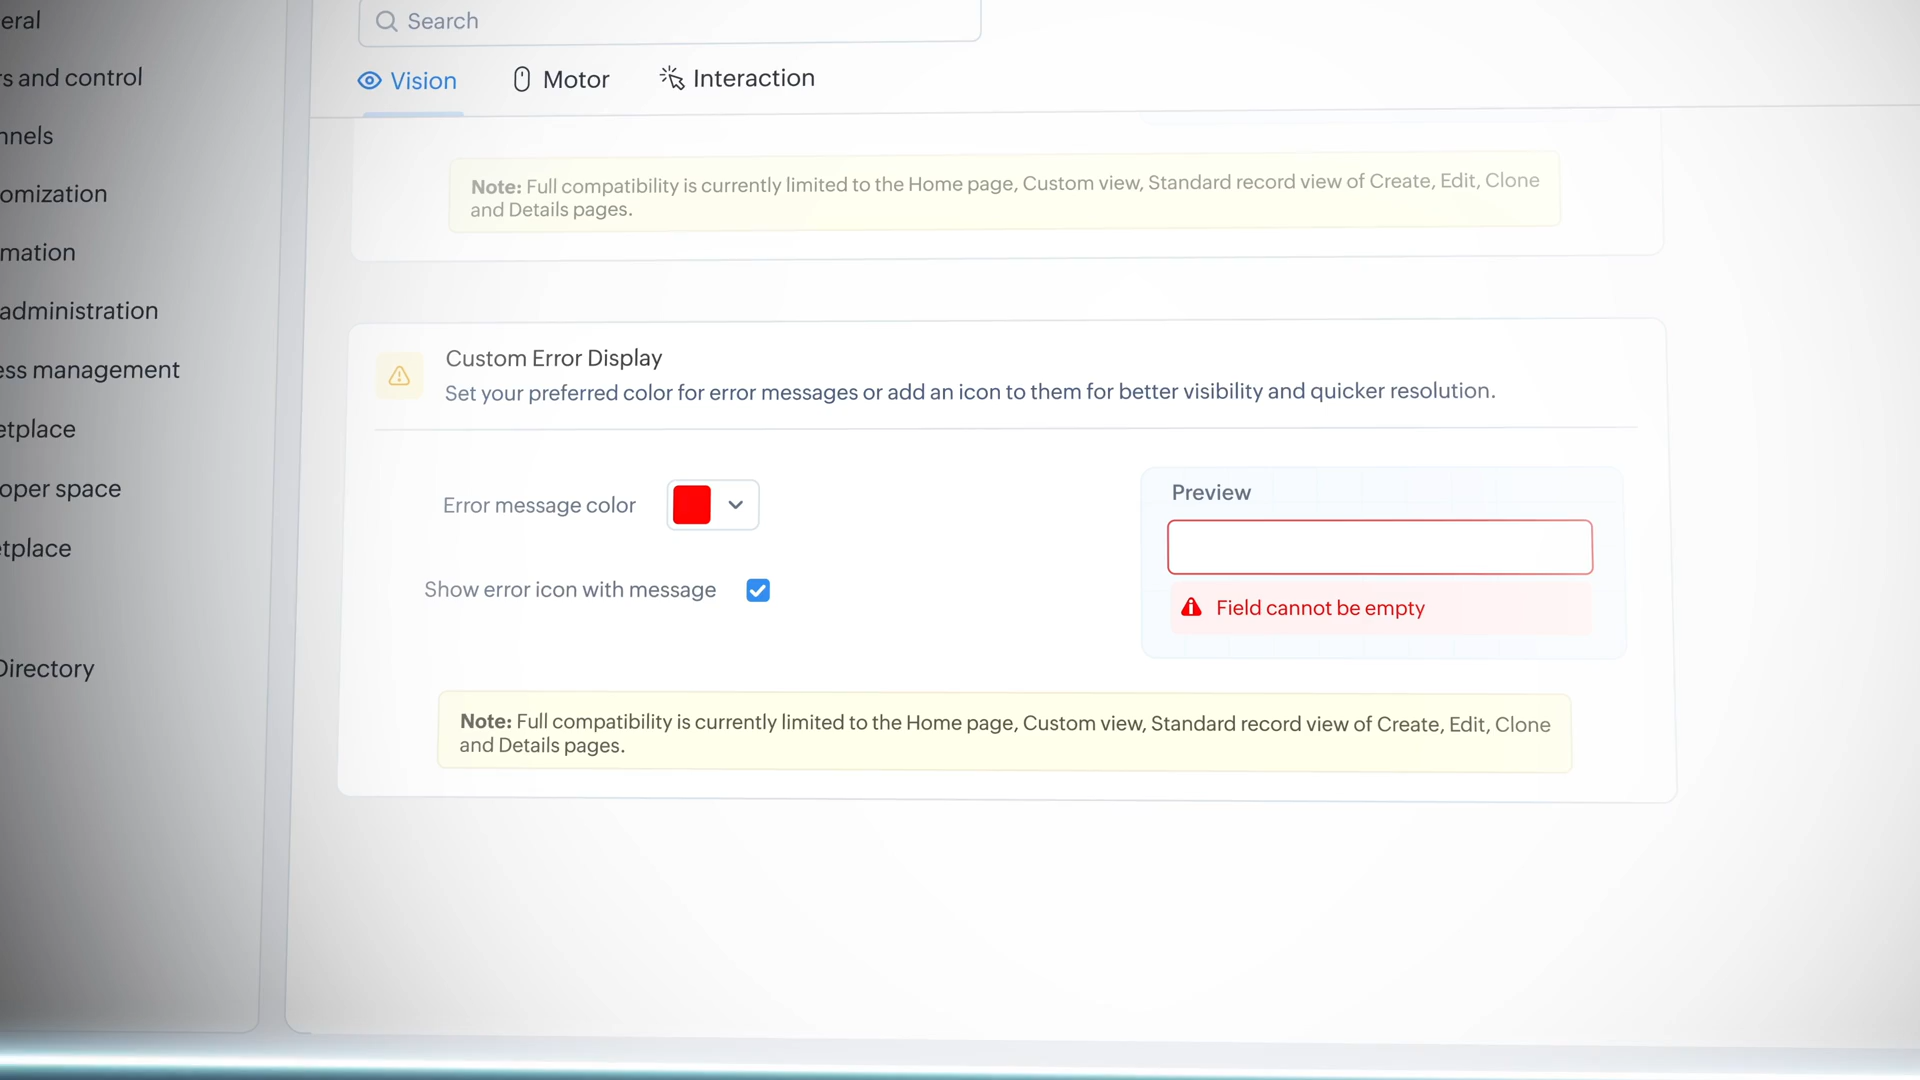 eral
Search
s and control
Vision
Motor
Interaction
nnels
Note: Full compatibility is currently limited to the Home page, Custom view, Standard record view of Create, Edit, Clone
and Details pages.
omization
mation
administration
ess management
etplace
oper space
tplace
Directory
Custom Error Display
Set your preferred color for error messages or add an icon to them for better visibility and quicker resolution.
Error message color
Show error icon with message
Preview
Field cannot be empty
Note: Full compatibility is currently limited to the Home page, Custom view, Standard record view of Create, Edit, Clone
and Details pages.